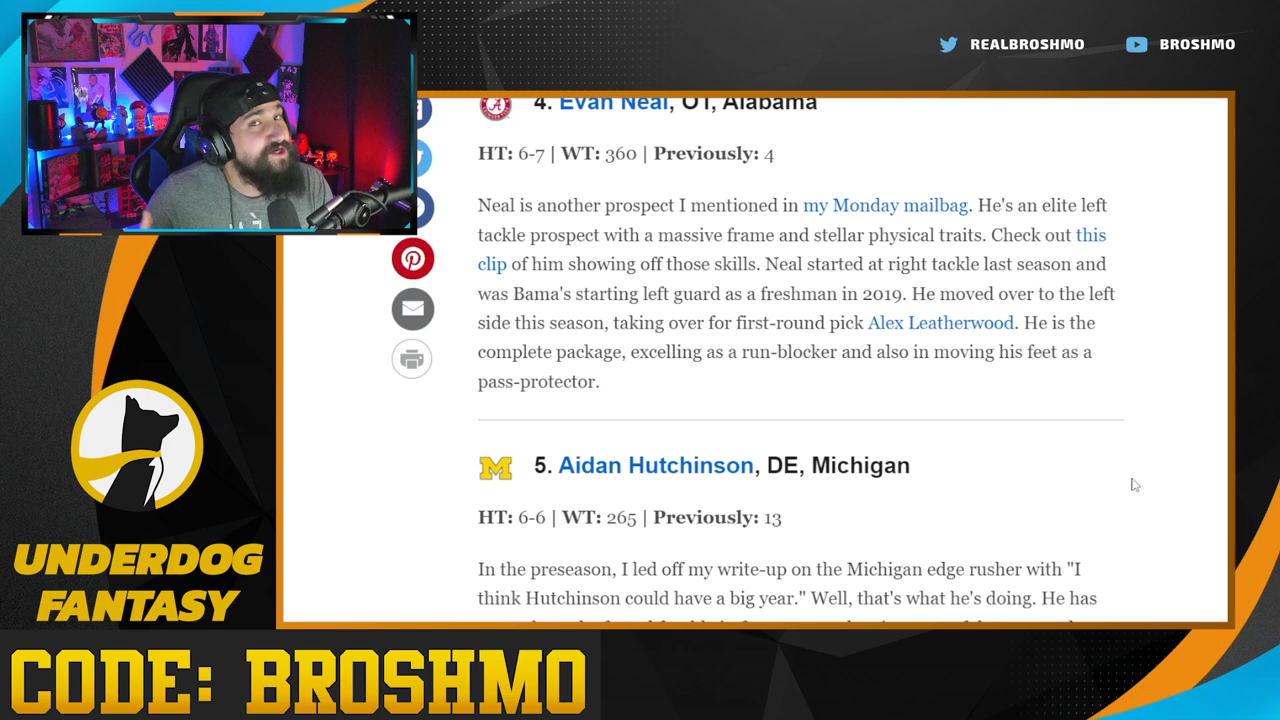 REALBROSHMO
BROSHMO
4. Evan Neal, OT, Alabama
HT: 6-7 | WT: 360 | Previously: 4
Neal is another prospect I mentioned in my Monday mailbag. He's an elite left
tackle prospect with a massive frame and stellar physical traits. Check out this
clip of him showing off those skills. Neal started at right tackle last season and
was Bama's starting left guard as a freshman in 2019. He moved over to the left
side this season, taking over for first-round pick Alex Leatherwood. He is the
complete package, excelling as a run-blocker and also in moving his feet as a
pass-protector.
M
5. Aidan Hutchinson, DE, Michigan
HT: 6-6 | WT: 265 | Previously: 13
In the preseason, I led off my write-up on the Michigan edge rusher with "I
think Hutchinson could have a big year." Well, that's what he's doing. He has
UNDERDOG
FANTASY
CODE: BROSHMO